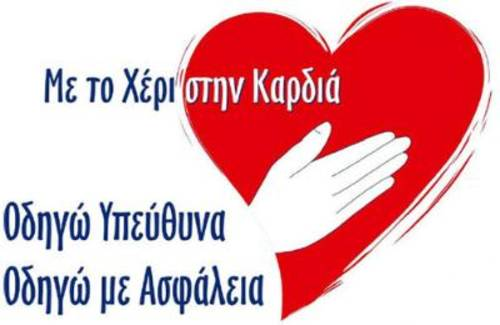 Με το Χέρι στην Καρδιά
Οδηγώ Υπεύθυνα
Οδηγώ με Ασφάλεια